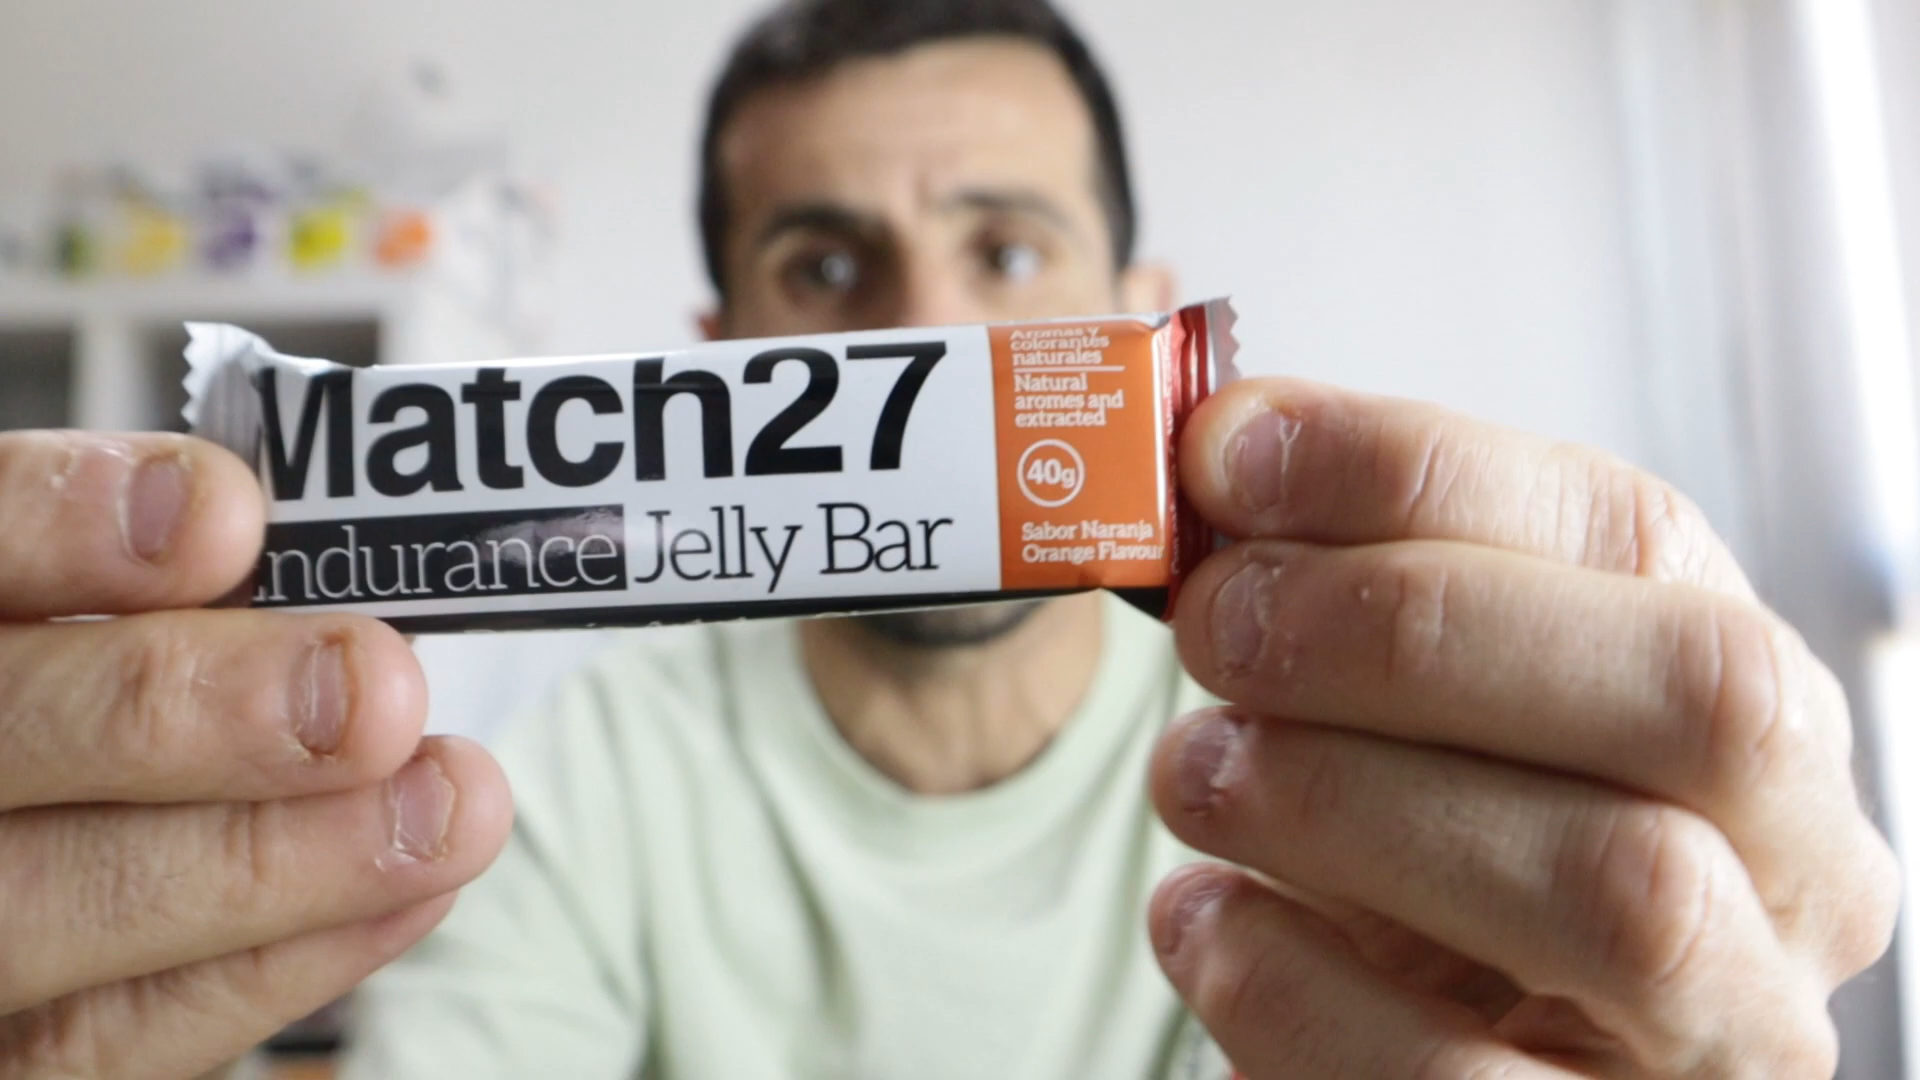 Match27
Endurance Jelly Bar
Aromas y
colorantes
naturales
Natural
aromes and
extracted
40g
Sabor Naranja
Orange Flavour